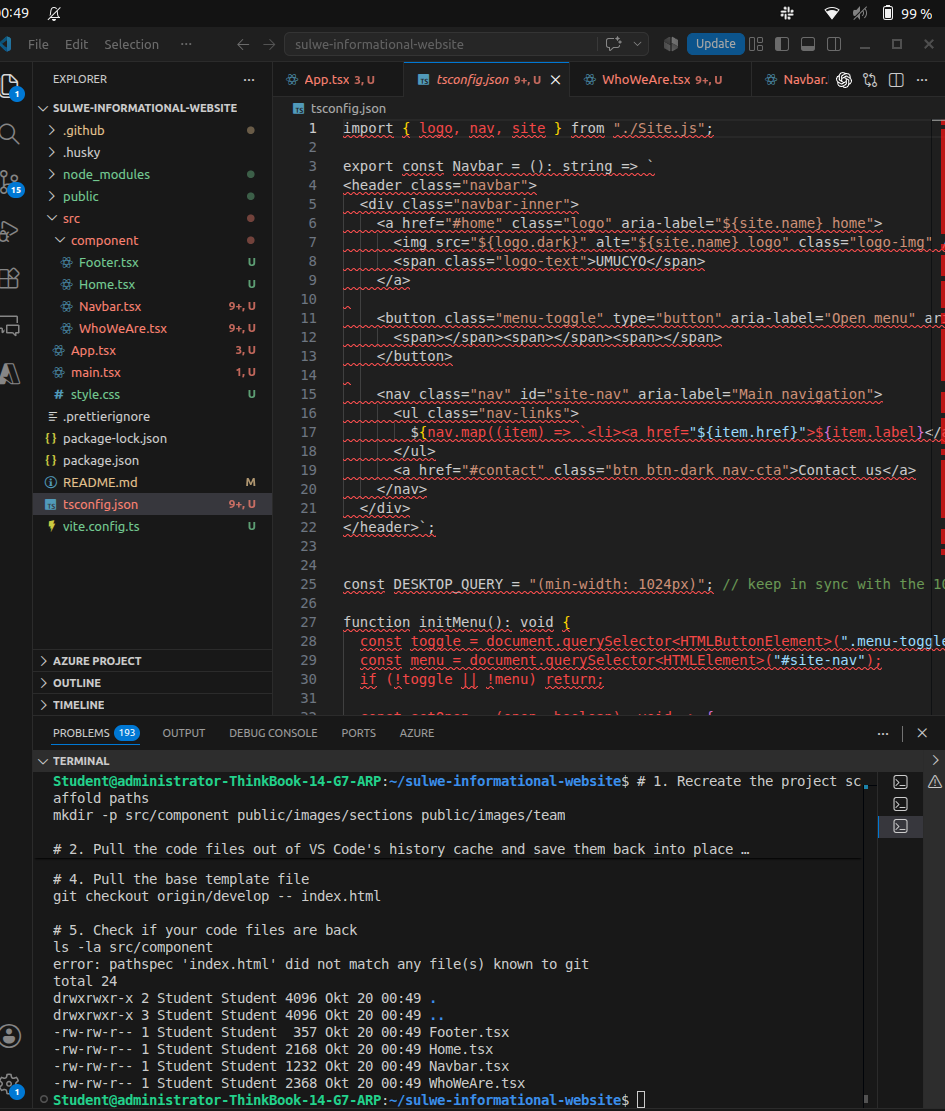 0:49
99 %
File Edit Selection ···
sulwe-informational-website
Update
EXPLORER ···
App.tsx 3, U
tsconfig.json 9+, U
WhoWeAre.tsx 9+, U
Navbar. ···
1
15
1
SULWE-INFORMATIONAL-WEBSITE
.github
.husky
node_modules
public
src
component
Footer.tsx U
Home.tsx U
Navbar.tsx 9+, U
WhoWeAre.tsx 9+, U
App.tsx 3, U
main.tsx 1, U
# style.css U
.prettierignore
{} package-lock.json
{} package.json
README.md M
TS tsconfig.json 9+, U
vite.config.ts U
AZURE PROJECT
OUTLINE
TIMELINE
TS tsconfig.json
1 import { logo, nav, site } from "./Site.js";
2
3 export const Navbar = (): string => `
4 <header class="navbar">
5 <div class="navbar-inner">
6 <a href="#home" class="logo" aria-label="${site.name} home">
7 <img src="${logo.dark}" alt="${site.name} logo" class="logo-img"
8 <span class="logo-text">UMUCYO</span>
9 </a>
10
11 <button class="menu-toggle" type="button" aria-label="Open menu" ar
12 <span></span><span></span><span></span>
13 </button>
14
15 <nav class="nav" id="site-nav" aria-label="Main navigation">
16 <ul class="nav-links">
17 ${nav.map((item) => `<li><a href="${item.href}">${item.label}</a
18 </ul>
19 <a href="#contact" class="btn btn-dark nav-cta">Contact us</a>
20 </nav>
21 </div>
22 </header>`;
23
24
25 const DESKTOP_QUERY = "(min-width: 1024px)"; // keep in sync with the 10
26
27 function initMenu(): void {
28 const toggle = document.querySelector<HTMLButtonElement>(".menu-toggle
29 const menu = document.querySelector<HTMLElement>("#site-nav");
30 if (!toggle || !menu) return;
31
PROBLEMS 193 OUTPUT DEBUG CONSOLE PORTS AZURE ···
TERMINAL
Student@administrator-ThinkBook-14-G7-ARP:~/sulwe-informational-website$ # 1. Recreate the project sc
affold paths
mkdir -p src/component public/images/sections public/images/team
# 2. Pull the code files out of VS Code's history cache and save them back into place …
# 4. Pull the base template file
git checkout origin/develop -- index.html
# 5. Check if your code files are back
ls -la src/component
error: pathspec 'index.html' did not match any file(s) known to git
total 24
drwxrwxr-x 2 Student Student 4096 Okt 20 00:49 .
drwxrwxr-x 3 Student Student 4096 Okt 20 00:49 ..
-rw-rw-r-- 1 Student Student 357 Okt 20 00:49 Footer.tsx
-rw-rw-r-- 1 Student Student 2168 Okt 20 00:49 Home.tsx
-rw-rw-r-- 1 Student Student 1232 Okt 20 00:49 Navbar.tsx
-rw-rw-r-- 1 Student Student 2368 Okt 20 00:49 WhoWeAre.tsx
Student@administrator-ThinkBook-14-G7-ARP:~/sulwe-informational-website$